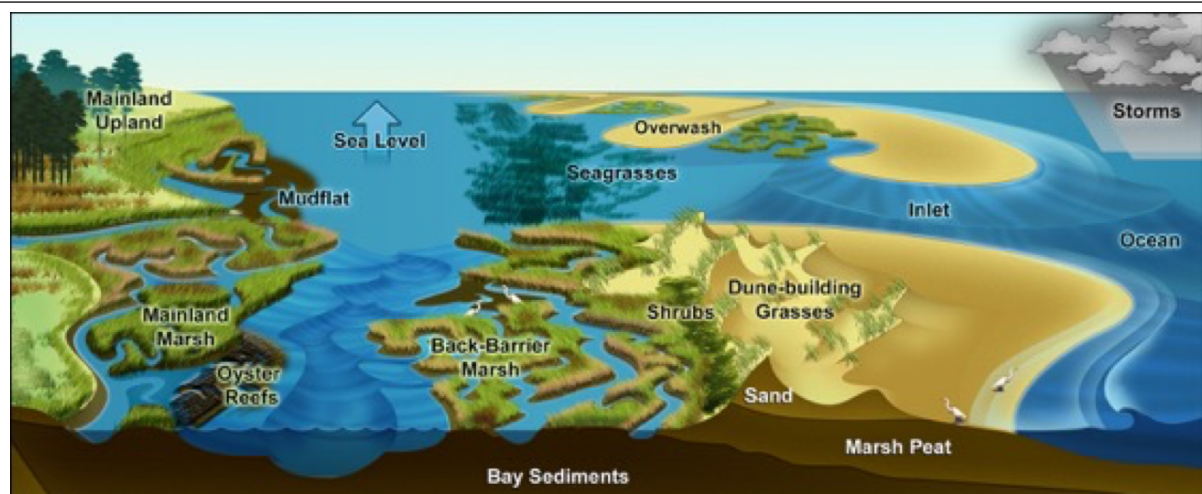 Mainland
Upland
Storms
Sea Level
Overwash
Seagrasses
Mudflat
Inlet
Ocean
Mainland
Marsh
Shrubs
Dune-building
Grasses
Back-Barrier
Marsh
Oyster
Reefs
Sand
Marsh Peat
Bay Sediments